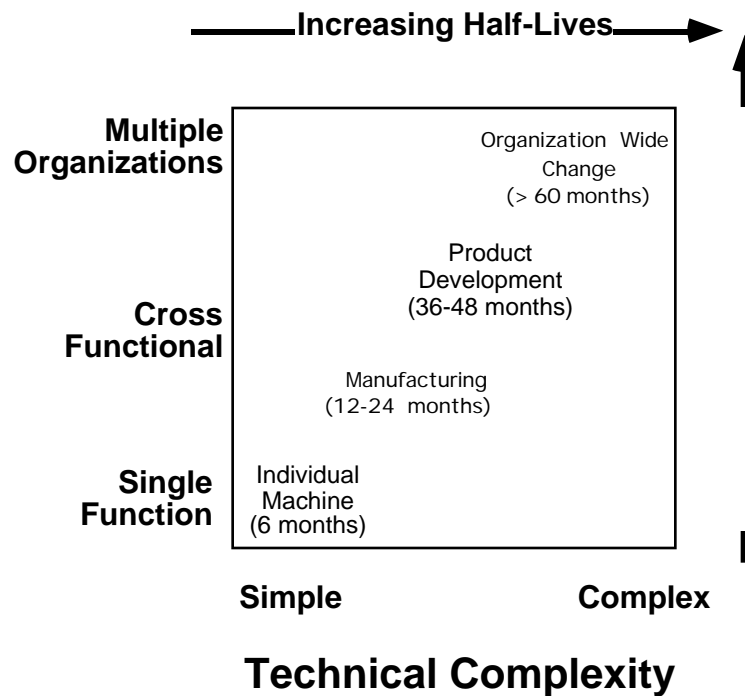 Increasing Half-Lives
Multiple
Organizations
Organization Wide
Change
(> 60 months)
Product
Development
(36-48 months)
Cross
Functional
Manufacturing
(12-24 months)
Single
Function
Individual
Machine
(6 months)
Simple
Complex
Technical Complexity